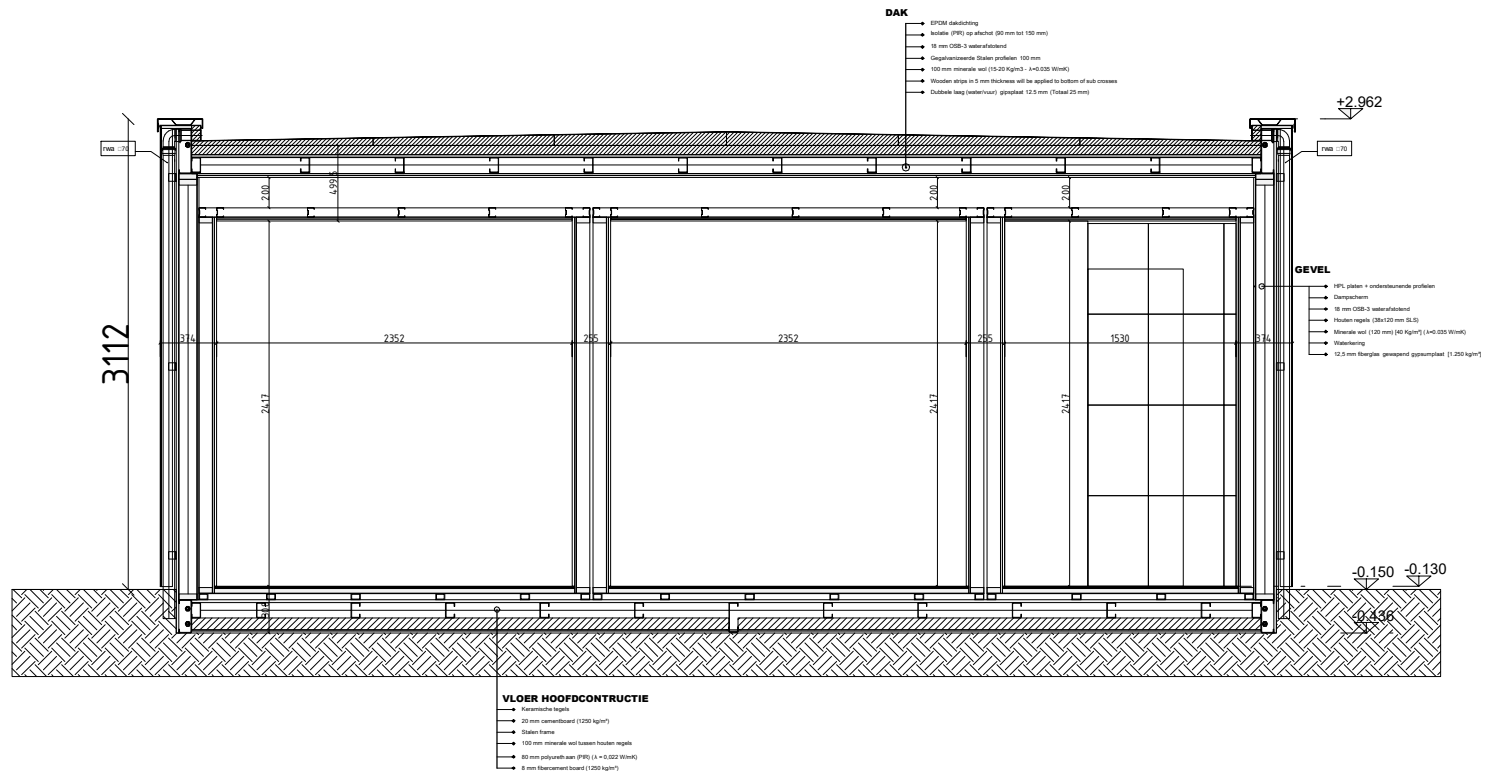 DAK
EPDM dakdichting
Isolatie (PIR) op afschot (90 mm tot 150 mm)
18 mm OSB-3 waterafstotend
Gegalvanizeerde Stalen profielen 100 mm
100 mm minerale wol (15-20 Kg/m3 - λ=0.035 W/mK)
Wooden strips in 5 mm thickness will be applied to bottom of sub crosses
Dubbele laag (water/vuur) gipsplaat 12.5 mm (Totaal 25 mm)
+2.962
rwa □70
rwa □70
200
499.5
200
200
GEVEL
HPL platen + ondersteunende profielen
Dampscherm
18 mm OSB-3 waterafstotend
Houten regels (38x120 mm SLS)
Minerale wol (120 mm) [40 Kg/m³] (λ=0.035 W/mK)
Waterkering
12,5 mm fiberglas gewapend gypsumplaat [1.250 kg/m³]
3112
374
2352
255
2352
255
1530
374
2417
2417
2417
-0.150
-0.130
-0.436
VLOER HOOFDCONTRUCTIE
Keramische tegels
20 mm cementboard (1250 kg/m³)
Stalen frame
100 mm minerale wol tussen houten regels
80 mm polyurethaan (PIR) (λ = 0,022 W/mK)
8 mm fibercement board (1250 kg/m³)